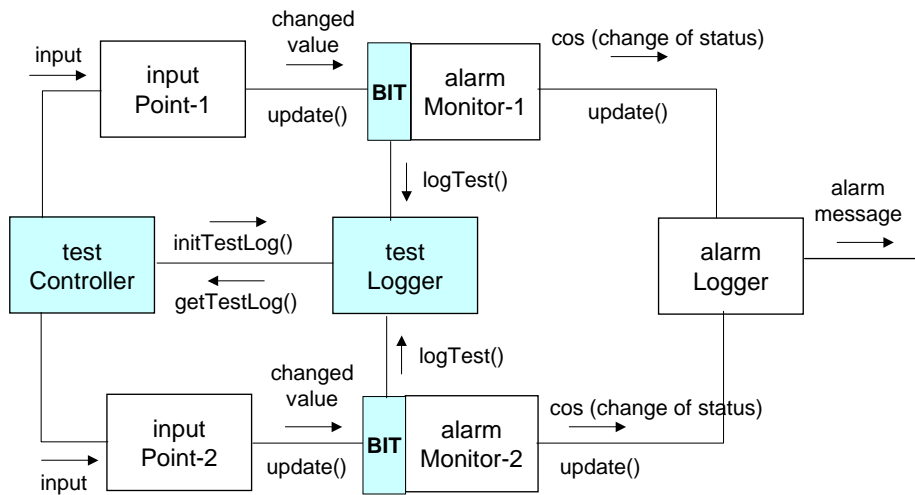 input
input
Point-1
changed
value
update()
BIT
alarm
Monitor-1
cos (change of status)
update()
logTest()
test
Controller
initTestLog()
getTestLog()
test
Logger
alarm
Logger
alarm
message
logTest()
input
input
Point-2
changed
value
update()
BIT
alarm
Monitor-2
cos (change of status)
update()